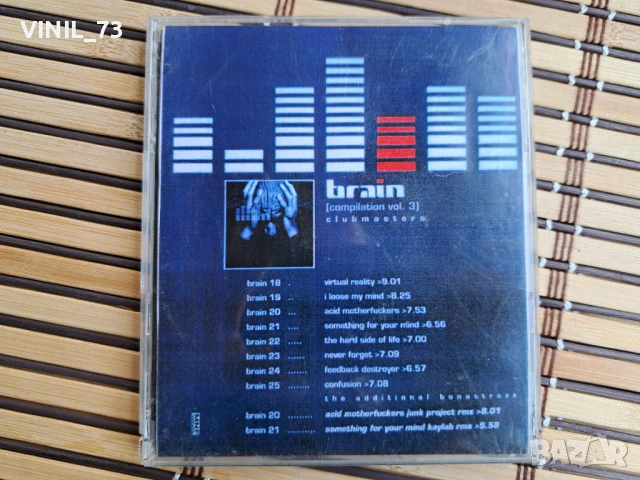 VINIL_73
brain
[compilation vol. 3]
clubmasters
brain 18 . virtual reality >9.01
brain 19 .. i loose my mind >8.25
brain 20 ... acid motherfuckers >7.53
brain 21 .... something for your mind >6.56
brain 22 ..... the hard side of life >7.00
brain 23 ...... never forget >7.09
brain 24 ....... feedback destroyer >6.57
brain 25 ........ confusion >7.08
the additional bonustraxx
brain 20 ......... acid motherfuckers junk project rmx >8.01
brain 21 .......... something for your mind kaylab rmx >5.58
BAZAR